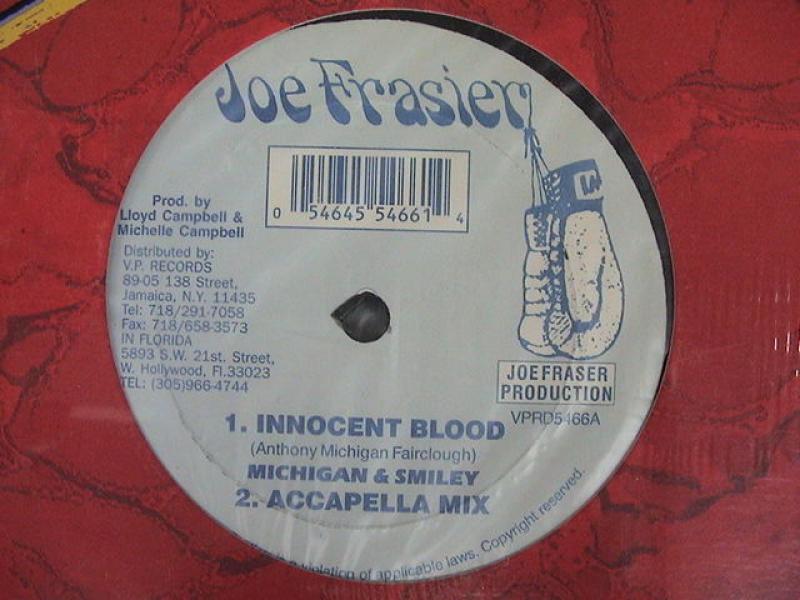 Joe Frasier
0 54645 54661 4
Prod. by
Lloyd Campbell &
Michelle Campbell
Distributed by:
V.P. RECORDS
89-05 138 Street,
Jamaica, N.Y. 11435
Tel: 718/291-7058
Fax: 718/658-3573
IN FLORIDA
5893 S.W. 21st. Street,
W. Hollywood, Fl.33023
TEL: (305)966-4744
JOE FRASER
PRODUCTION
VPRD5466A
1. INNOCENT BLOOD
(Anthony Michigan Fairclough)
MICHIGAN & SMILEY
2. ACCAPELLA MIX
a violation of applicable laws. Copyright reserved.